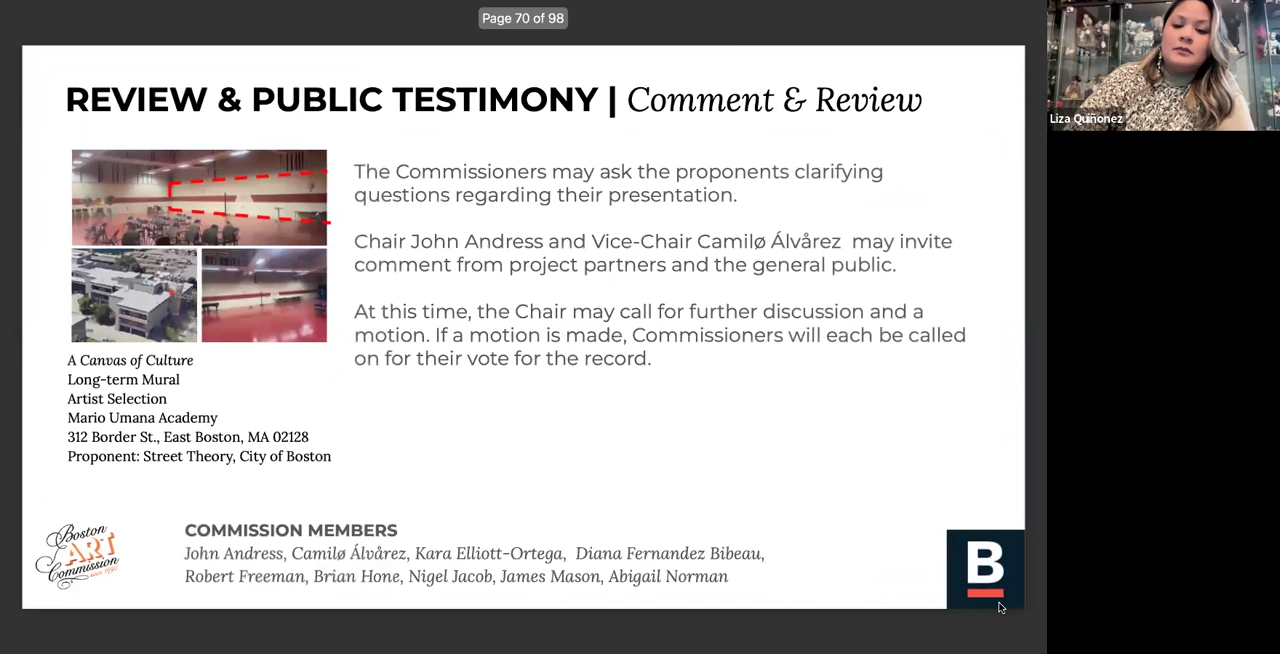 Page 70 of 98
REVIEW & PUBLIC TESTIMONY | Comment & Review
The Commissioners may ask the proponents clarifying
questions regarding their presentation.
Chair John Andress and Vice-Chair Camilø Álvårez may invite
comment from project partners and the general public.
At this time, the Chair may call for further discussion and a
motion. If a motion is made, Commissioners will each be called
on for their vote for the record.
A Canvas of Culture
Long-term Mural
Artist Selection
Mario Umana Academy
312 Border St., East Boston, MA 02128
Proponent: Street Theory, City of Boston
Boston
ART
Commission
since 1890
COMMISSION MEMBERS
John Andress, Camilø Álvårez, Kara Elliott-Ortega, Diana Fernandez Bibeau,
Robert Freeman, Brian Hone, Nigel Jacob, James Mason, Abigail Norman
B
Liza Quiñonez